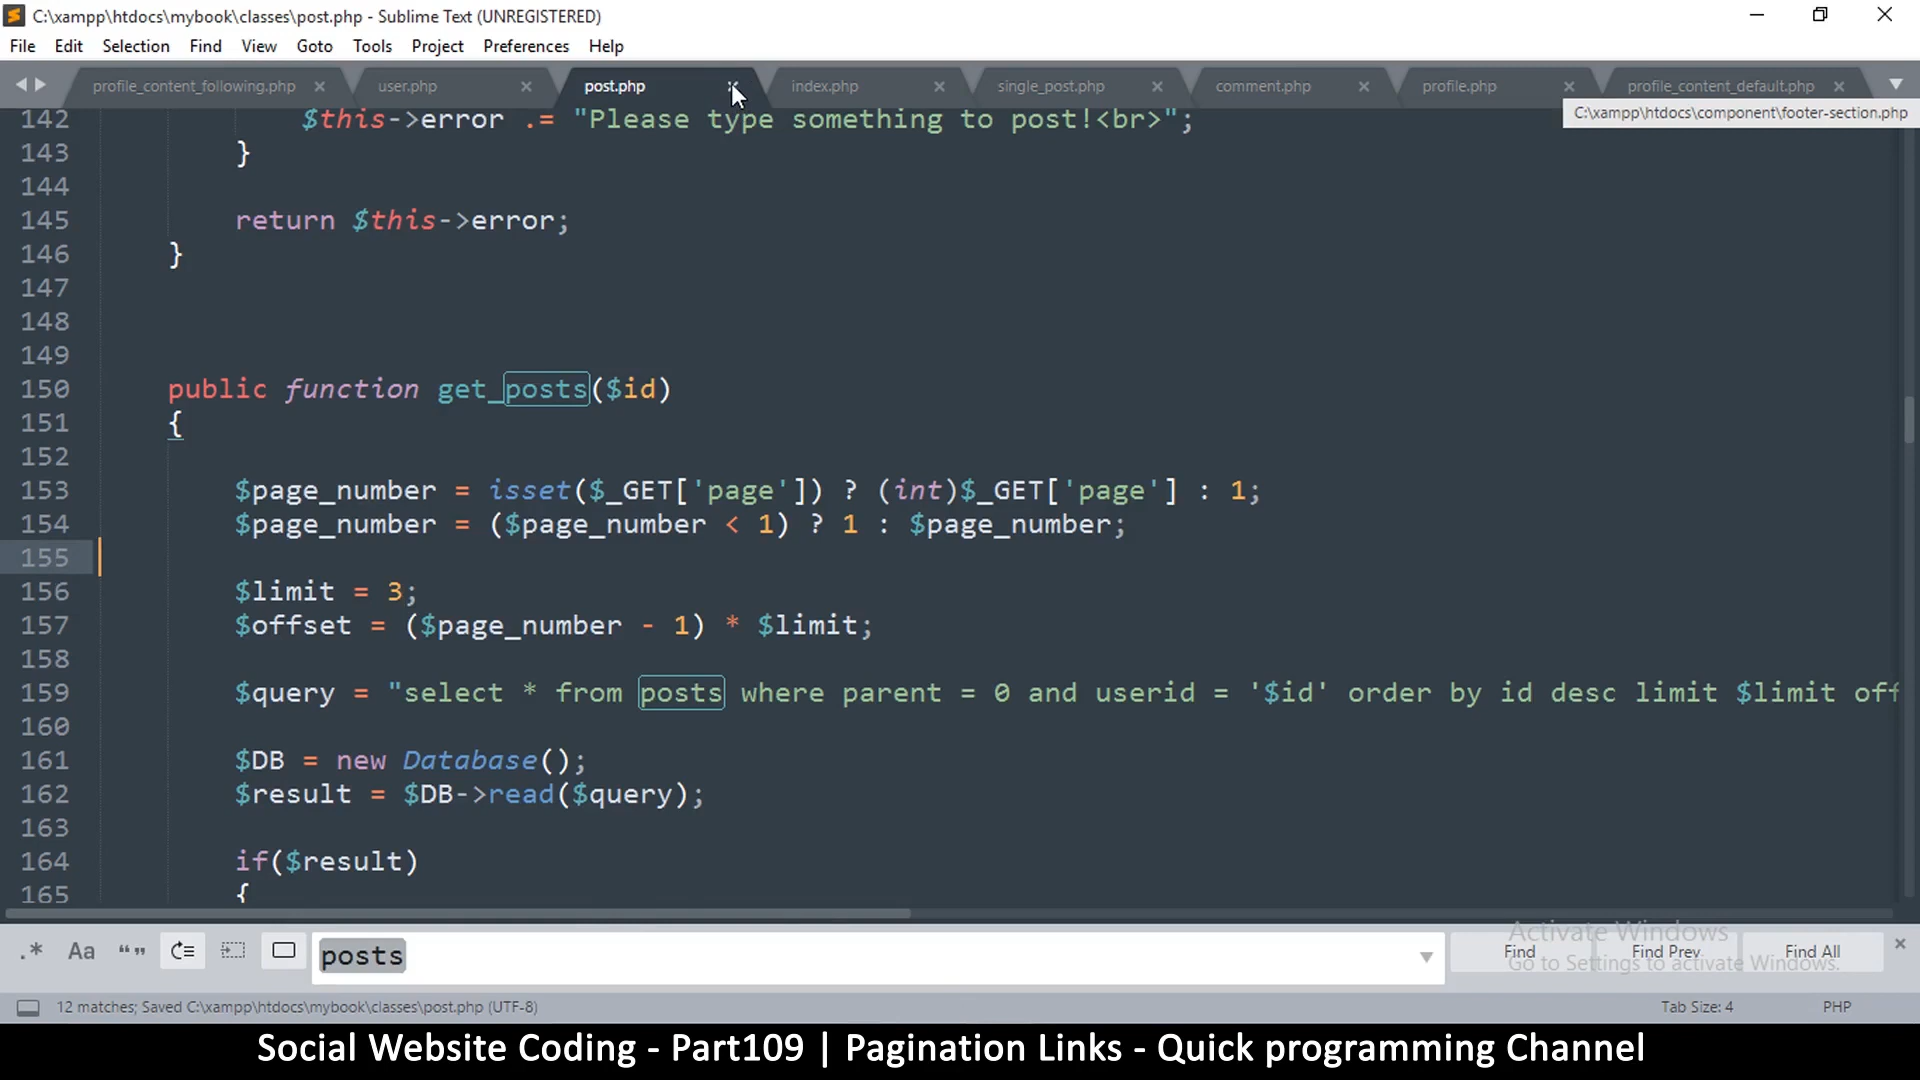 C:\xampp\htdocs\mybook\classes\post.php - Sublime Text (UNREGISTERED)
File Edit Selection Find View Goto Tools Project Preferences Help
profile_content_following.php user.php post.php index.php single_post.php comment.php profile.php profile_content_default.php
C:\xampp\htdocs\component\footer-section.php
142 $this->error .= "Please type something to post!<br>";
143 }
144
145 return $this->error;
146 }
147
148
149
150 public function get_posts($id)
151 {
152
153 $page_number = isset($_GET['page']) ? (int)$_GET['page'] : 1;
154 $page_number = ($page_number < 1) ? 1 : $page_number;
155
156 $limit = 3;
157 $offset = ($page_number - 1) * $limit;
158
159 $query = "select * from posts where parent = 0 and userid = '$id' order by id desc limit $limit off
160
161 $DB = new Database();
162 $result = $DB->read($query);
163
164 if($result)
165 {
.* Aa “” posts Find Find Prev Find All
Activate Windows
Go to Settings to activate Windows.
12 matches; Saved C:\xampp\htdocs\mybook\classes\post.php (UTF-8) Tab Size: 4 PHP
Social Website Coding - Part109 | Pagination Links - Quick programming Channel